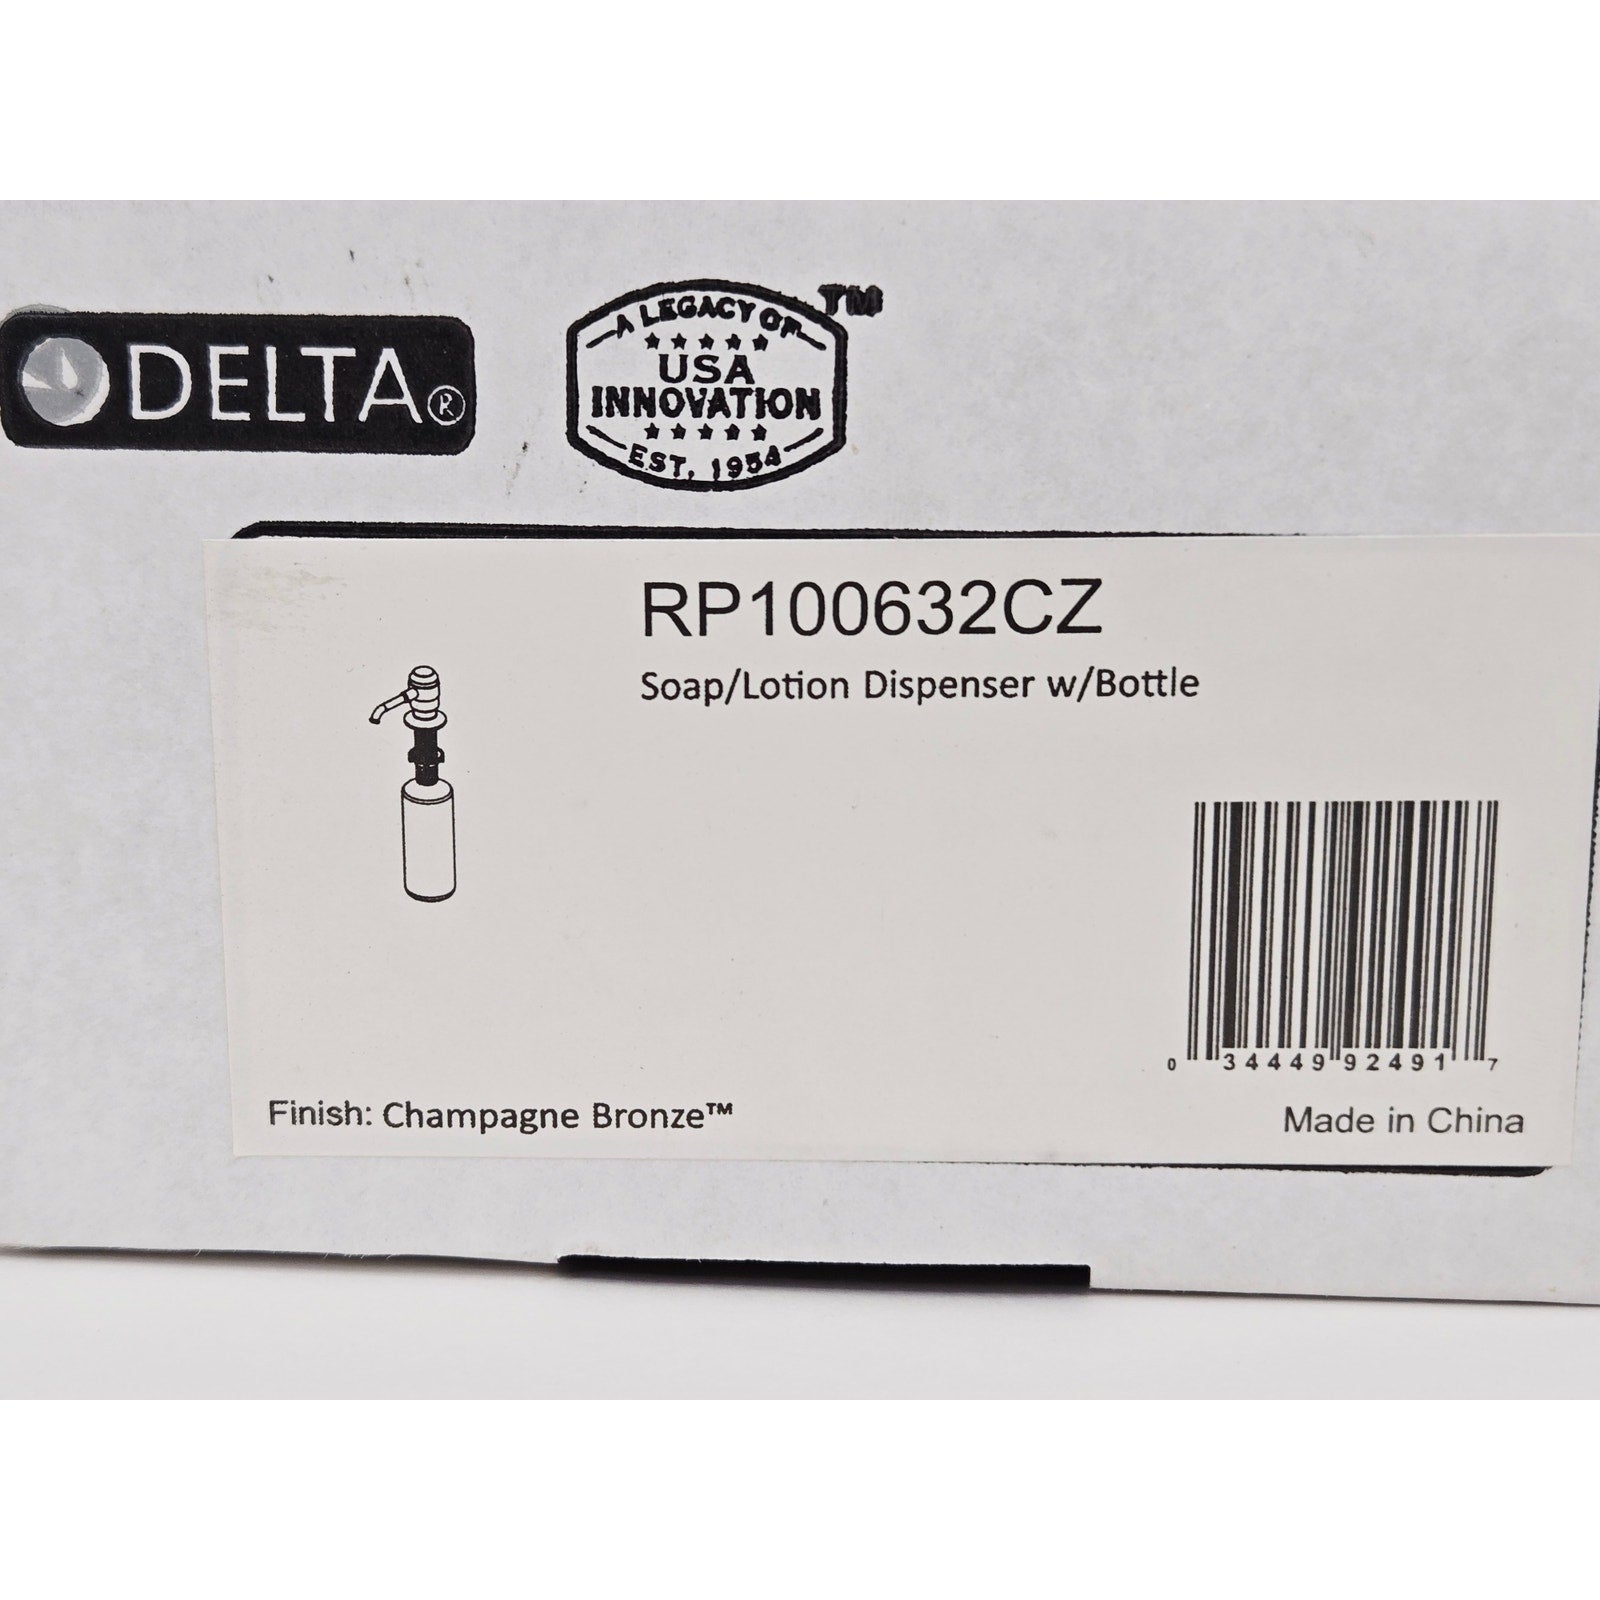 DELTA®
A LEGACY OF
USA
INNOVATION
EST. 1954
TM
RP100632CZ
Soap/Lotion Dispenser w/Bottle
0 34449 92491 7
Finish: Champagne Bronze™
Made in China